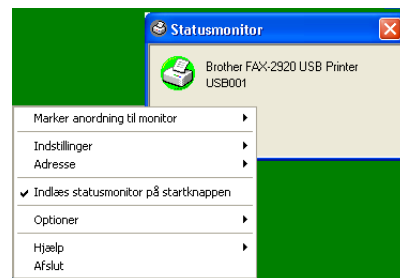 Statusmonitor
Brother FAX-2920 USB Printer
USB001
Marker anordning til monitor
Indstillinger
Adresse
Indlæs statusmonitor på startknappen
Optioner
Hjælp
Afslut